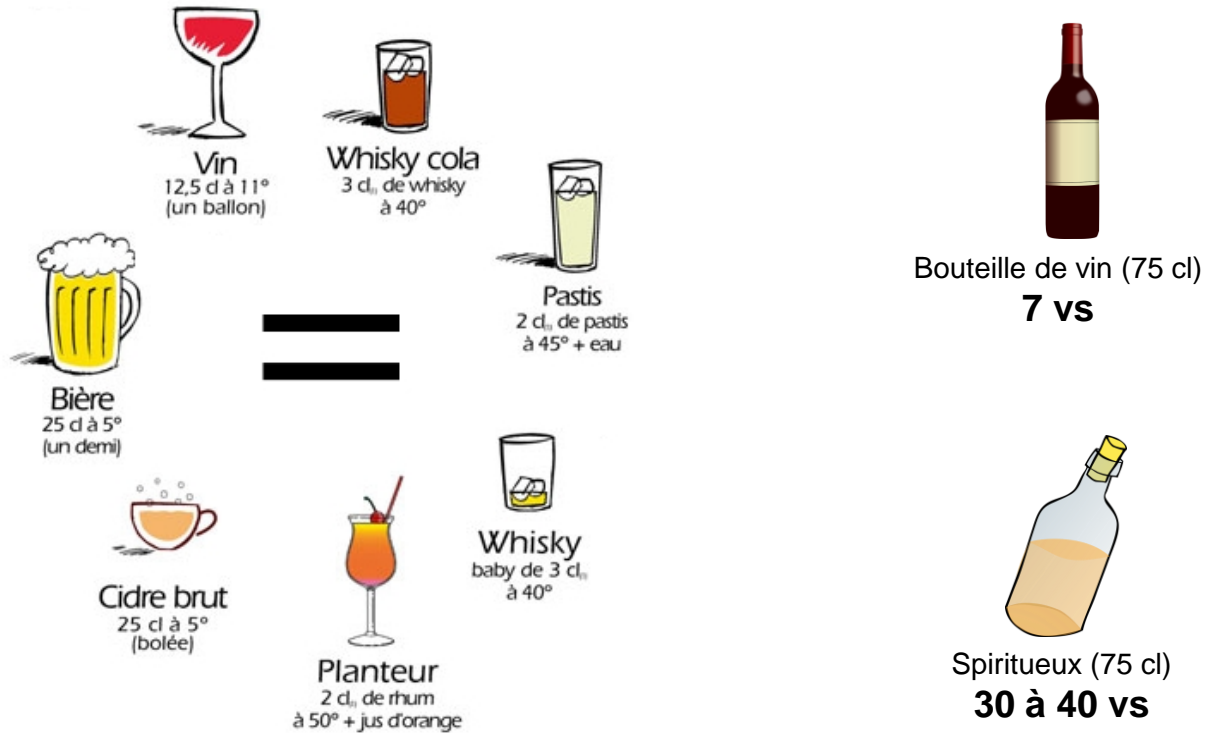 Vin
12,5 cl à 11°
(un ballon)
Whisky cola
3 cl, de whisky
à 40°
Pastis
2 cl, de pastis
à 45° + eau
Bouteille de vin (75 cl)
7 vs
Bière
25 cl à 5°
(un demi)
Whisky
baby de 3 cl,
à 40°
Cidre brut
25 cl à 5°
(bolée)
Planteur
2 cl, de rhum
à 50° + jus d'orange
Spiritueux (75 cl)
30 à 40 vs